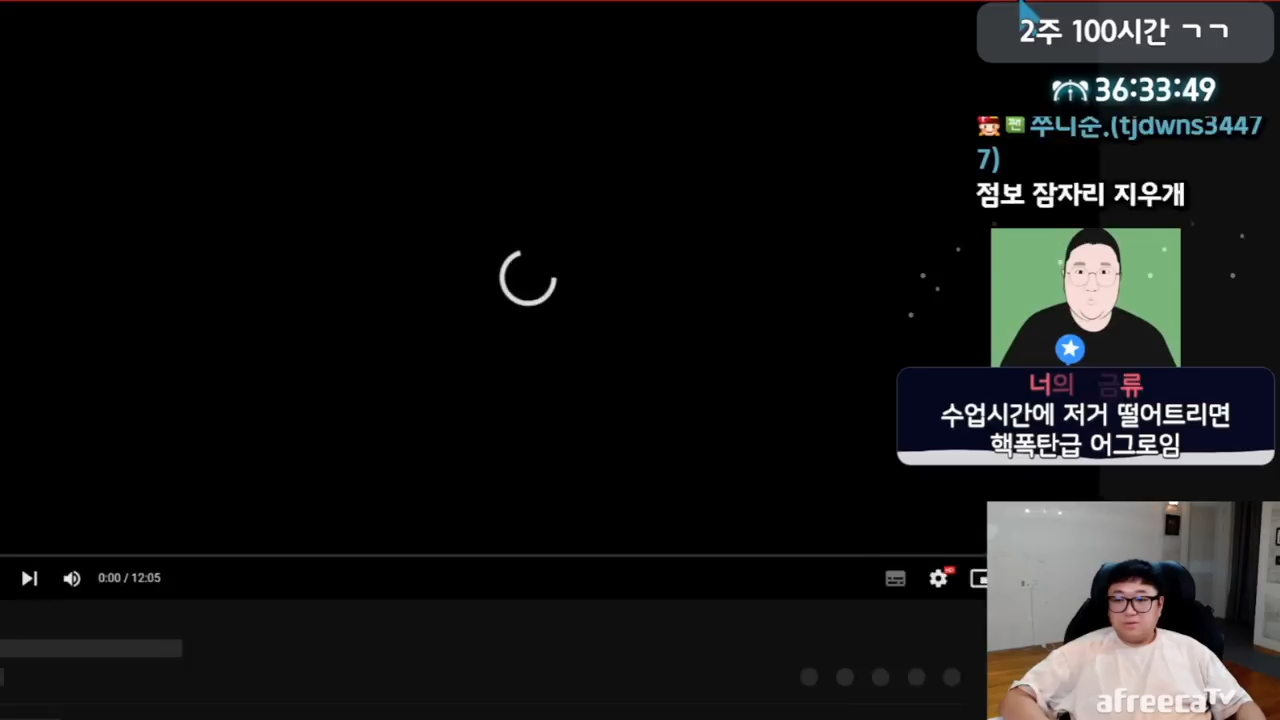 2주 100시간 ㄱㄱ
36:33:49
팬 쭈니순.(tjdwns3447
7)
점보 잠자리 지우개
너의 금류
수업시간에 저거 떨어트리면
핵폭탄급 어그로임
0:00 / 12:05
HD
afreecaTV